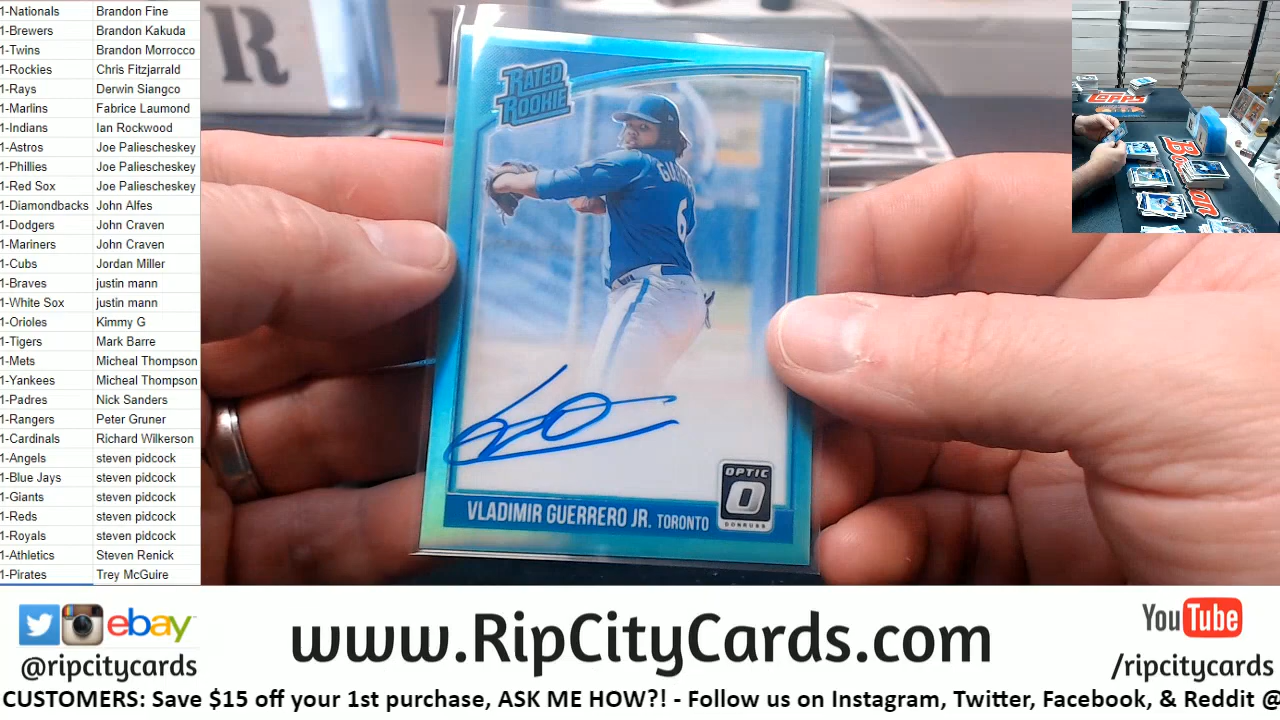 1-Nationals Brandon Fine
1-Brewers Brandon Kakuda
1-Twins Brandon Morrocco
1-Rockies Chris Fitzjarrald
1-Rays Derwin Siangco
1-Marlins Fabrice Laumond
1-Indians Ian Rockwood
1-Astros Joe Paliescheskey
1-Phillies Joe Paliescheskey
1-Red Sox Joe Paliescheskey
1-Diamondbacks John Alfes
1-Dodgers John Craven
1-Mariners John Craven
1-Cubs Jordan Miller
1-Braves justin mann
1-White Sox justin mann
1-Orioles Kimmy G
1-Tigers Mark Barre
1-Mets Micheal Thompson
1-Yankees Micheal Thompson
1-Padres Nick Sanders
1-Rangers Peter Gruner
1-Cardinals Richard Wilkerson
1-Angels steven pidcock
1-Blue Jays steven pidcock
1-Giants steven pidcock
1-Reds steven pidcock
1-Royals steven pidcock
1-Athletics Steven Renick
1-Pirates Trey McGuire
R
RATED
ROOKIE
6
OPTIC
O
DONRUSS
VLADIMIR GUERRERO JR. TORONTO
TOPPS
ebay
@ripcitycards
www.RipCityCards.com
YouTube
/ripcitycards
CUSTOMERS: Save $15 off your 1st purchase, ASK ME HOW?! - Follow us on Instagram, Twitter, Facebook, & Reddit @